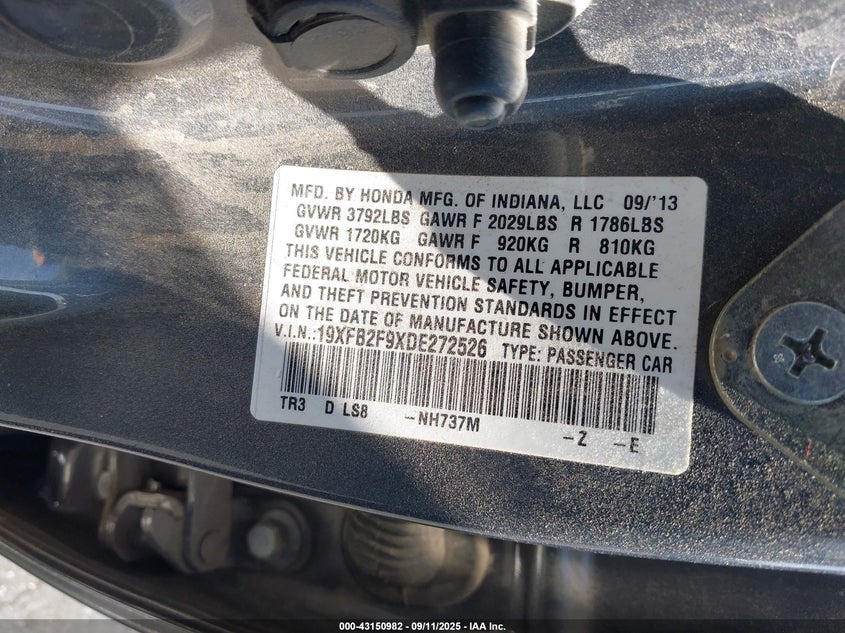 MFD. BY HONDA MFG. OF INDIANA, LLC 09/'13
GVWR 3792LBS GAWR F 2029LBS R 1786LBS
GVWR 1720KG GAWR F 920KG R 810KG
THIS VEHICLE CONFORMS TO ALL APPLICABLE
FEDERAL MOTOR VEHICLE SAFETY, BUMPER,
AND THEFT PREVENTION STANDARDS IN EFFECT
ON THE DATE OF MANUFACTURE SHOWN ABOVE.
V.I.N.:19XFB2F9XDE272526 TYPE: PASSENGER CAR
TR3 D LS8 -NH737M -2 -E
000-43150982 - 09/11/2025 - IAA Inc.